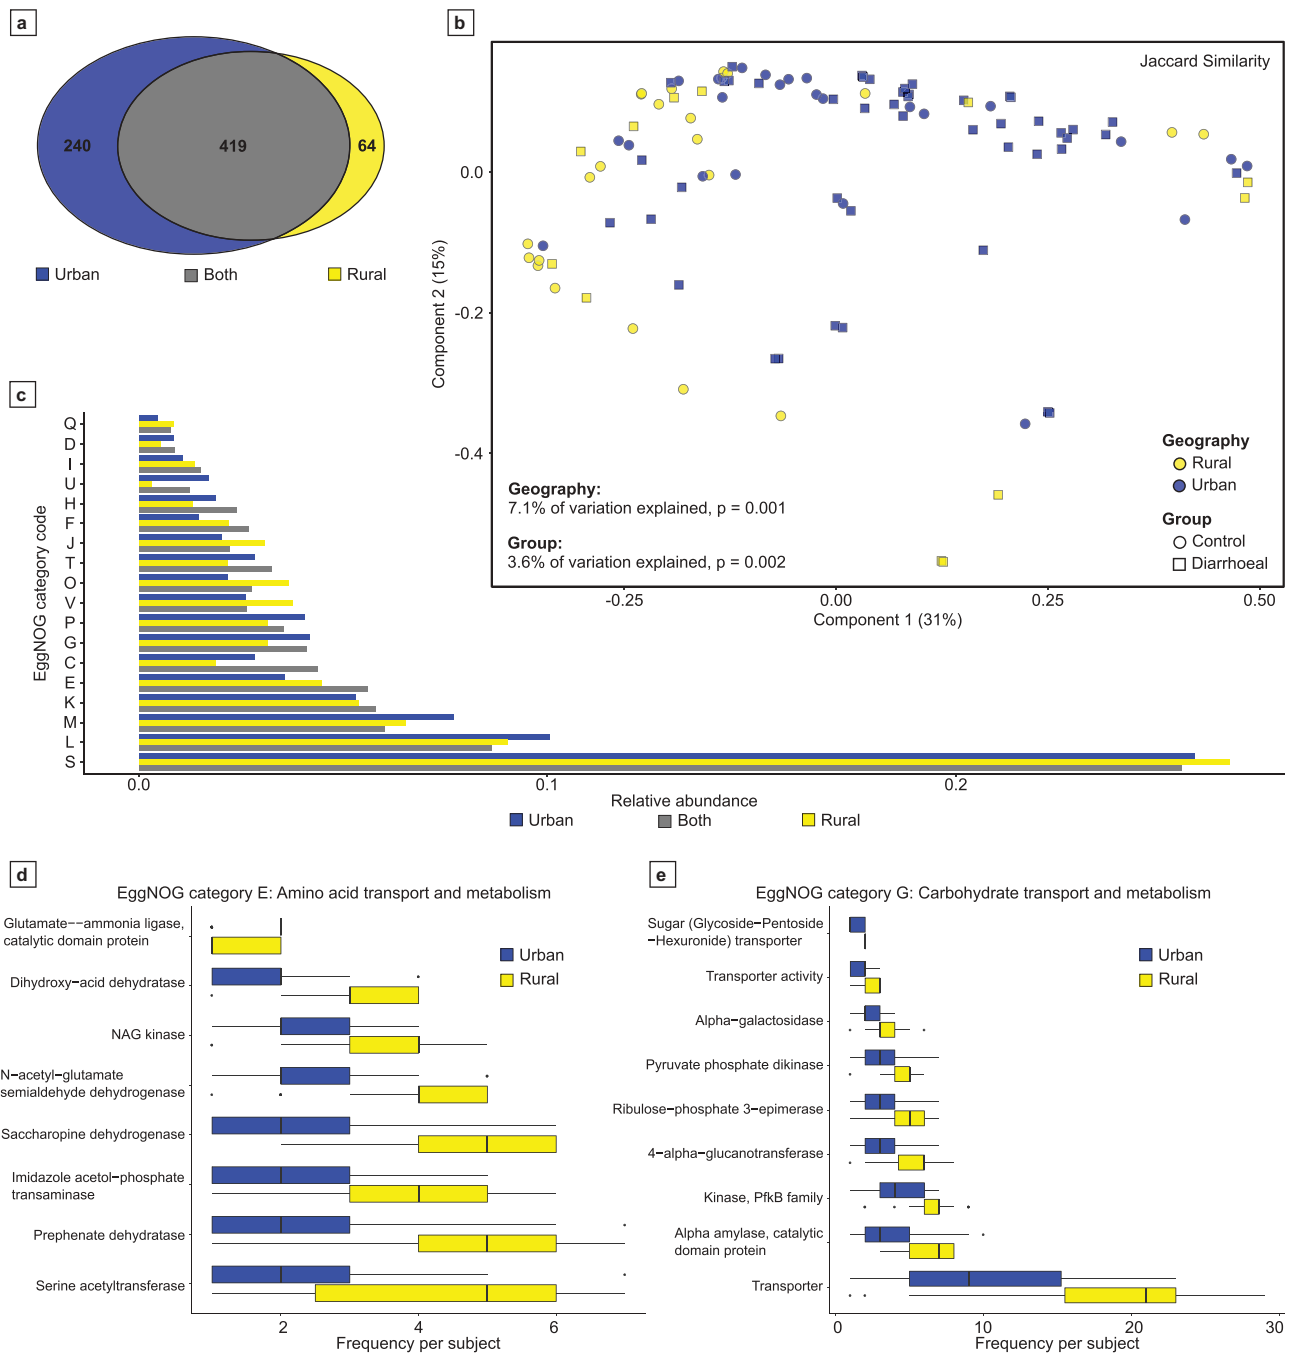 a
240
419
64
Urban
Both
Rural
b
Jaccard Similarity
0.0
-0.2
-0.4
Component 2 (15%)
Geography:
7.1% of variation explained, p = 0.001
Group:
3.6% of variation explained, p = 0.002
Geography
Rural
Urban
Group
Control
Diarrhoeal
-0.25
0.00
0.25
0.50
Component 1 (31%)
c
EggNOG category code
Q
D
I
U
H
F
J
T
O
V
P
G
C
E
K
M
L
S
0.0
0.1
0.2
Relative abundance
Urban
Both
Rural
d
EggNOG category E: Amino acid transport and metabolism
Glutamate−−ammonia ligase,
catalytic domain protein
Dihydroxy−acid dehydratase
NAG kinase
N−acetyl−glutamate
semialdehyde dehydrogenase
Saccharopine dehydrogenase
Imidazole acetol−phosphate
transaminase
Prephenate dehydratase
Serine acetyltransferase
Urban
Rural
2
4
6
Frequency per subject
e
EggNOG category G: Carbohydrate transport and metabolism
Sugar (Glycoside−Pentoside
−Hexuronide) transporter
Transporter activity
Alpha−galactosidase
Pyruvate phosphate dikinase
Ribulose−phosphate 3−epimerase
4−alpha−glucanotransferase
Kinase, PfkB family
Alpha amylase, catalytic
domain protein
Transporter
Urban
Rural
0
10
20
30
Frequency per subject